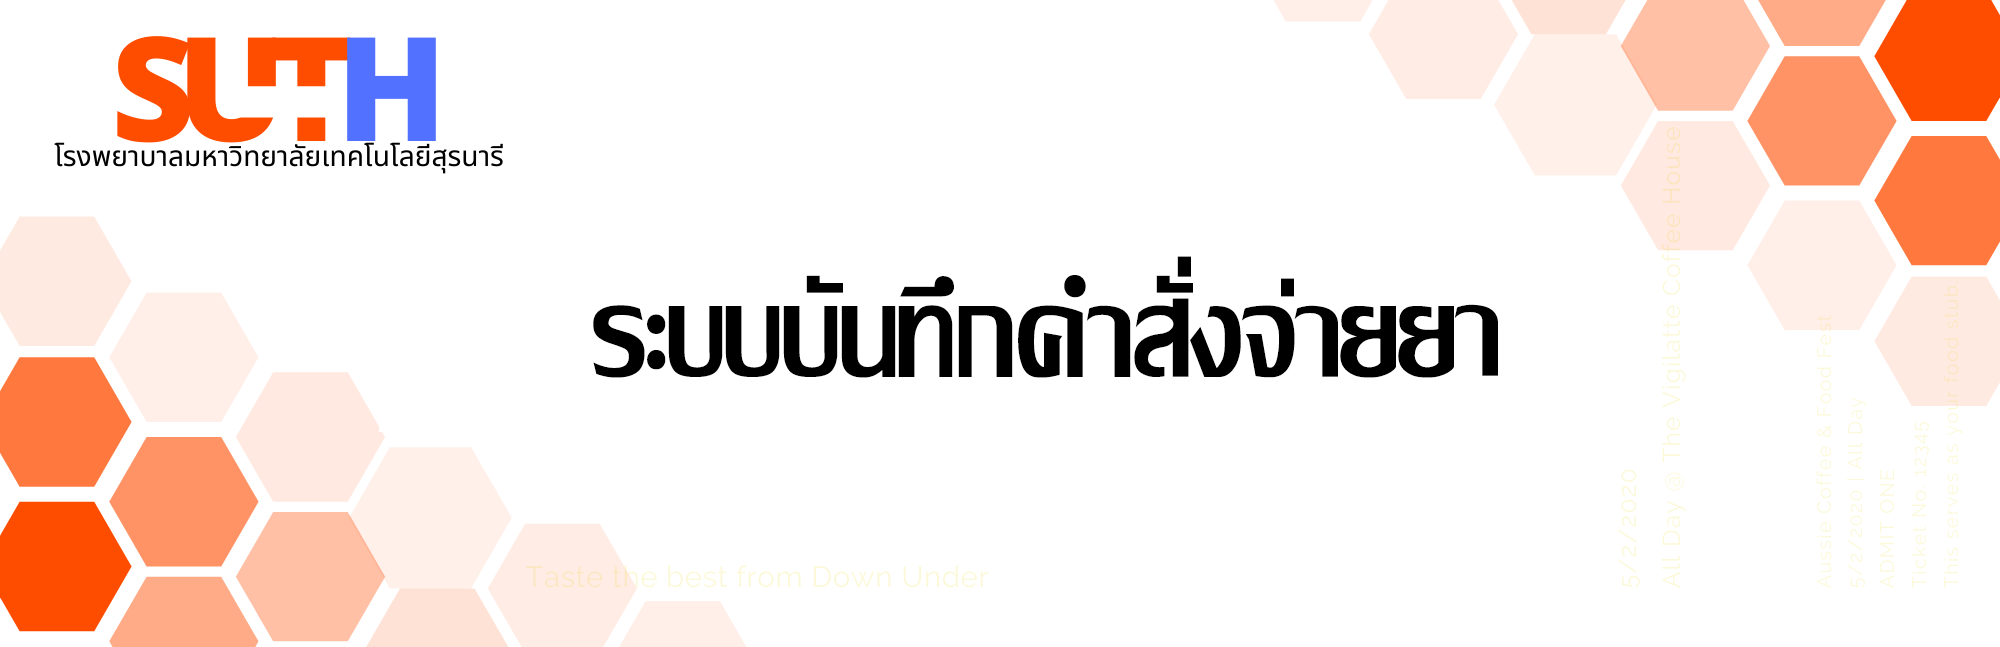 SUTH
โรงพยาบาลมหาวิทยาลัยเทคโนโลยีสุรนารี
ระบบบันทึกคำสั่งจ่ายยา
Taste the best from Down Under
5/2/2020
All Day @ The Vigilatte Coffee House
Aussie Coffee & Food Fest
5/2/2020 | All Day
ADMIT ONE
Ticket No. 12345
This serves as your food stub.